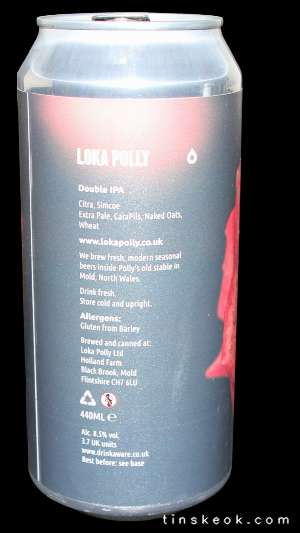 LOKA POLLY
Double IPA
Citra, Simcoe
Extra Pale, CaraPils, Naked Oats,
Wheat
www.lokapolly.co.uk
We brew fresh, modern seasonal
beers inside Polly's old stable in
Mold, North Wales.
Drink fresh.
Store cold and upright.
Allergens:
Gluten from Barley
Brewed and canned at:
Loka Polly Ltd
Holland Farm
Black Brook, Mold
Flintshire CH7 6LU
440ML e
Alc. 8.5% vol.
3.7 UK units
www.drinkaware.co.uk
Best before: see base
tinskeok.com